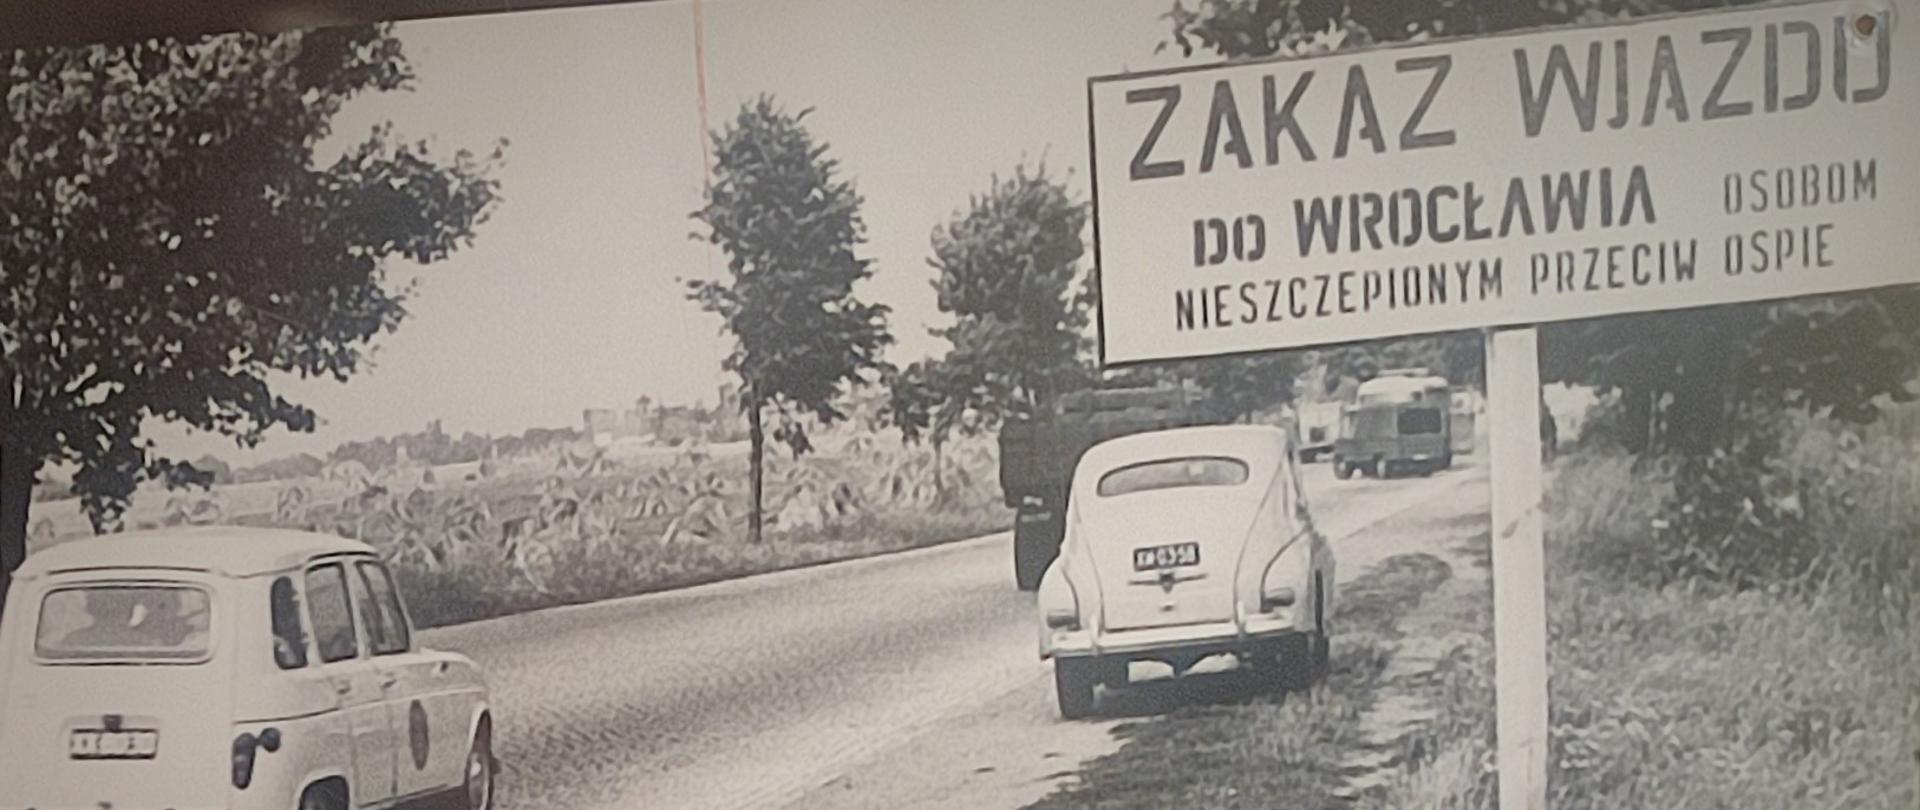 ZAKAZ WJAZDU
DO WROCŁAWIA OSOBOM
NIESZCZEPIONYM PRZECIW OSPIE